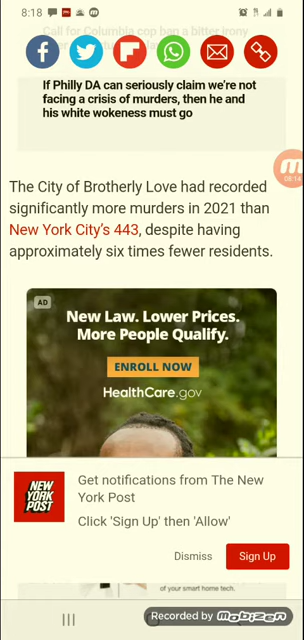 8:18
Call for Columbia cop ban a bitter irony
If Philly DA can seriously claim we're not
facing a crisis of murders, then he and
his white wokeness must go
08:14
The City of Brotherly Love had recorded
significantly more murders in 2021 than
New York City's 443, despite having
approximately six times fewer residents.
AD
New Law. Lower Prices.
More People Qualify.
ENROLL NOW
HealthCare.gov
NEW
YORK
POST
Get notifications from The New
York Post
Click 'Sign Up' then 'Allow'
Dismiss
Sign Up
of your smart home tech.
Recorded by mobizen